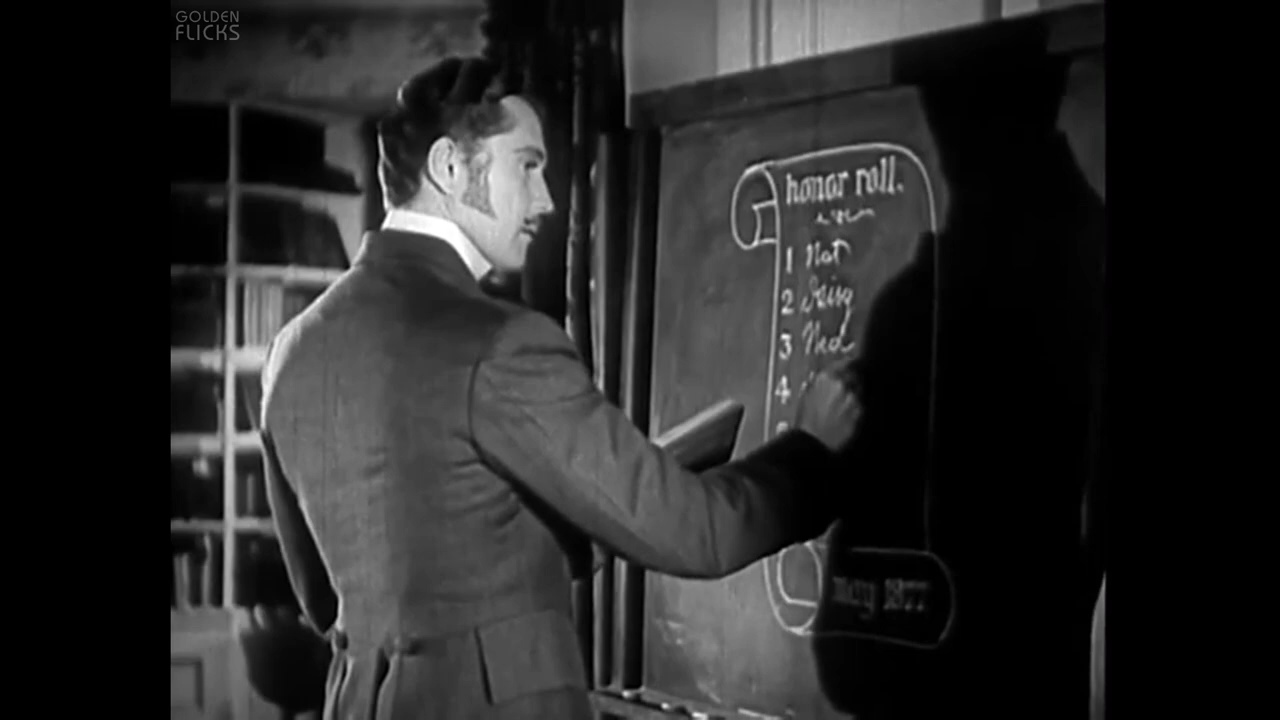 GOLDEN
FLICKS
honor roll.
1 Nat
2 Daisy
3 Ned
4
May 1877